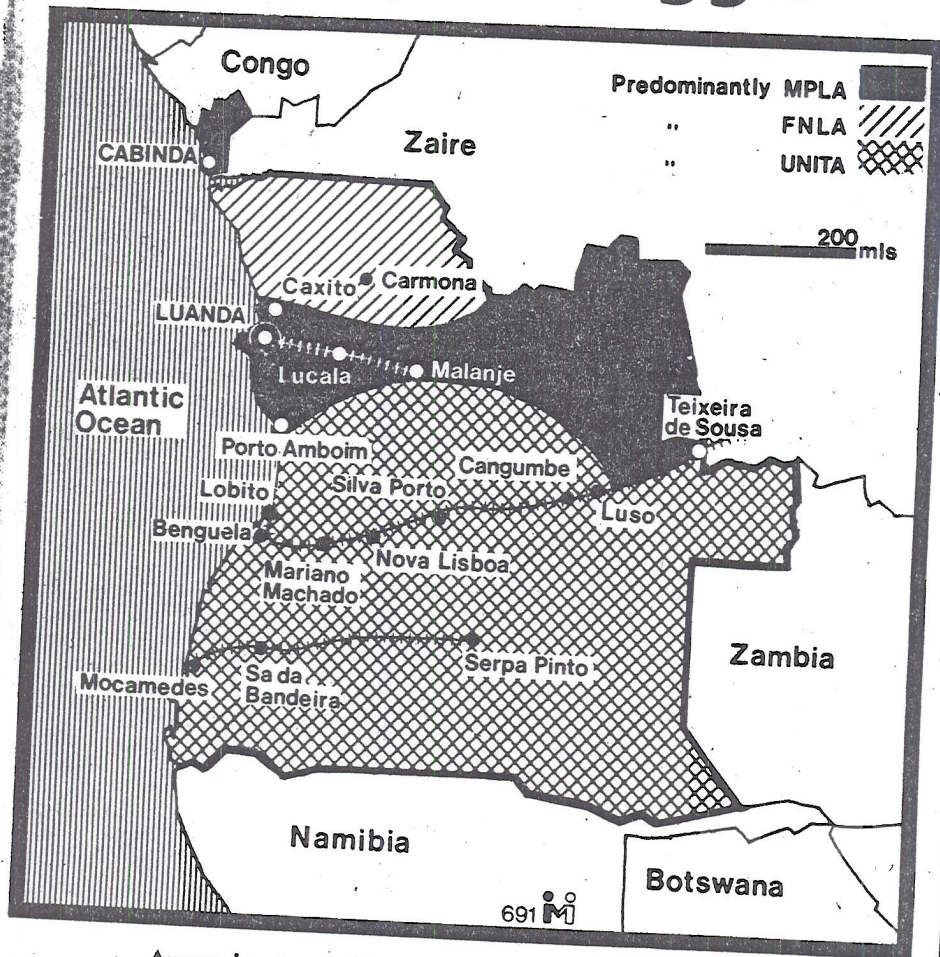 Congo
Predominantly MPLA
" FNLA
" UNITA
Zaire
CABINDA
200 mls
Caxito
Carmona
LUANDA
Lucala
Malanje
Atlantic
Ocean
Teixeira
de Sousa
Porto Amboim
Cangumbe
Lobito
Silva Porto
Luso
Benguela
Nova Lisboa
Mariano
Machado
Zambia
Serpa Pinto
Mocamedes
Sa da
Bandeira
Namibia
Botswana
691